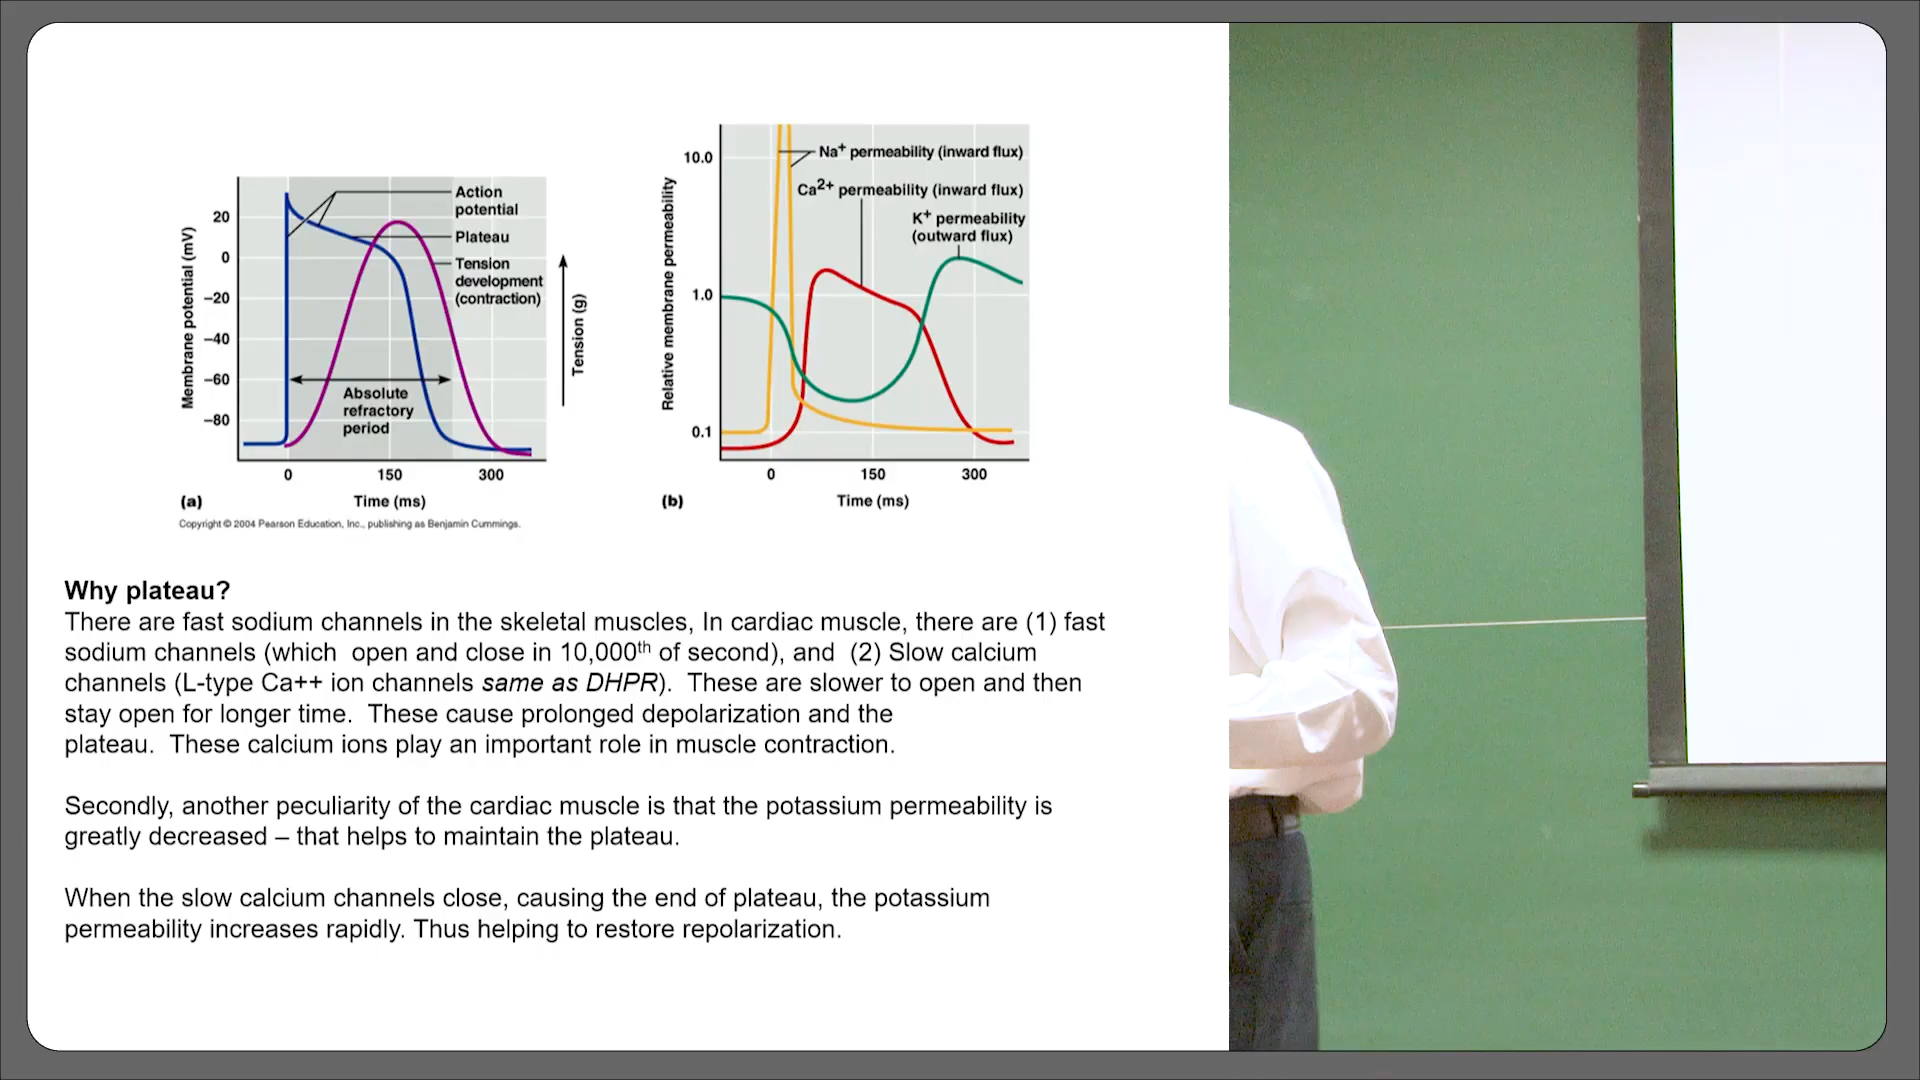 20
0
–20
–40
–60
–80
Membrane potential (mV)
Action
potential
Plateau
Tension
development
(contraction)
Absolute
refractory
period
Tension (g)
0 150 300
(a) Time (ms)
Copyright © 2004 Pearson Education, Inc., publishing as Benjamin Cummings.
10.0
1.0
0.1
Relative membrane permeability
Na+ permeability (inward flux)
Ca2+ permeability (inward flux)
K+ permeability
(outward flux)
0 150 300
(b) Time (ms)
Why plateau?
There are fast sodium channels in the skeletal muscles, In cardiac muscle, there are (1) fast
sodium channels (which open and close in 10,000th of second), and (2) Slow calcium
channels (L-type Ca++ ion channels same as DHPR). These are slower to open and then
stay open for longer time. These cause prolonged depolarization and the
plateau. These calcium ions play an important role in muscle contraction.
Secondly, another peculiarity of the cardiac muscle is that the potassium permeability is
greatly decreased – that helps to maintain the plateau.
When the slow calcium channels close, causing the end of plateau, the potassium
permeability increases rapidly. Thus helping to restore repolarization.